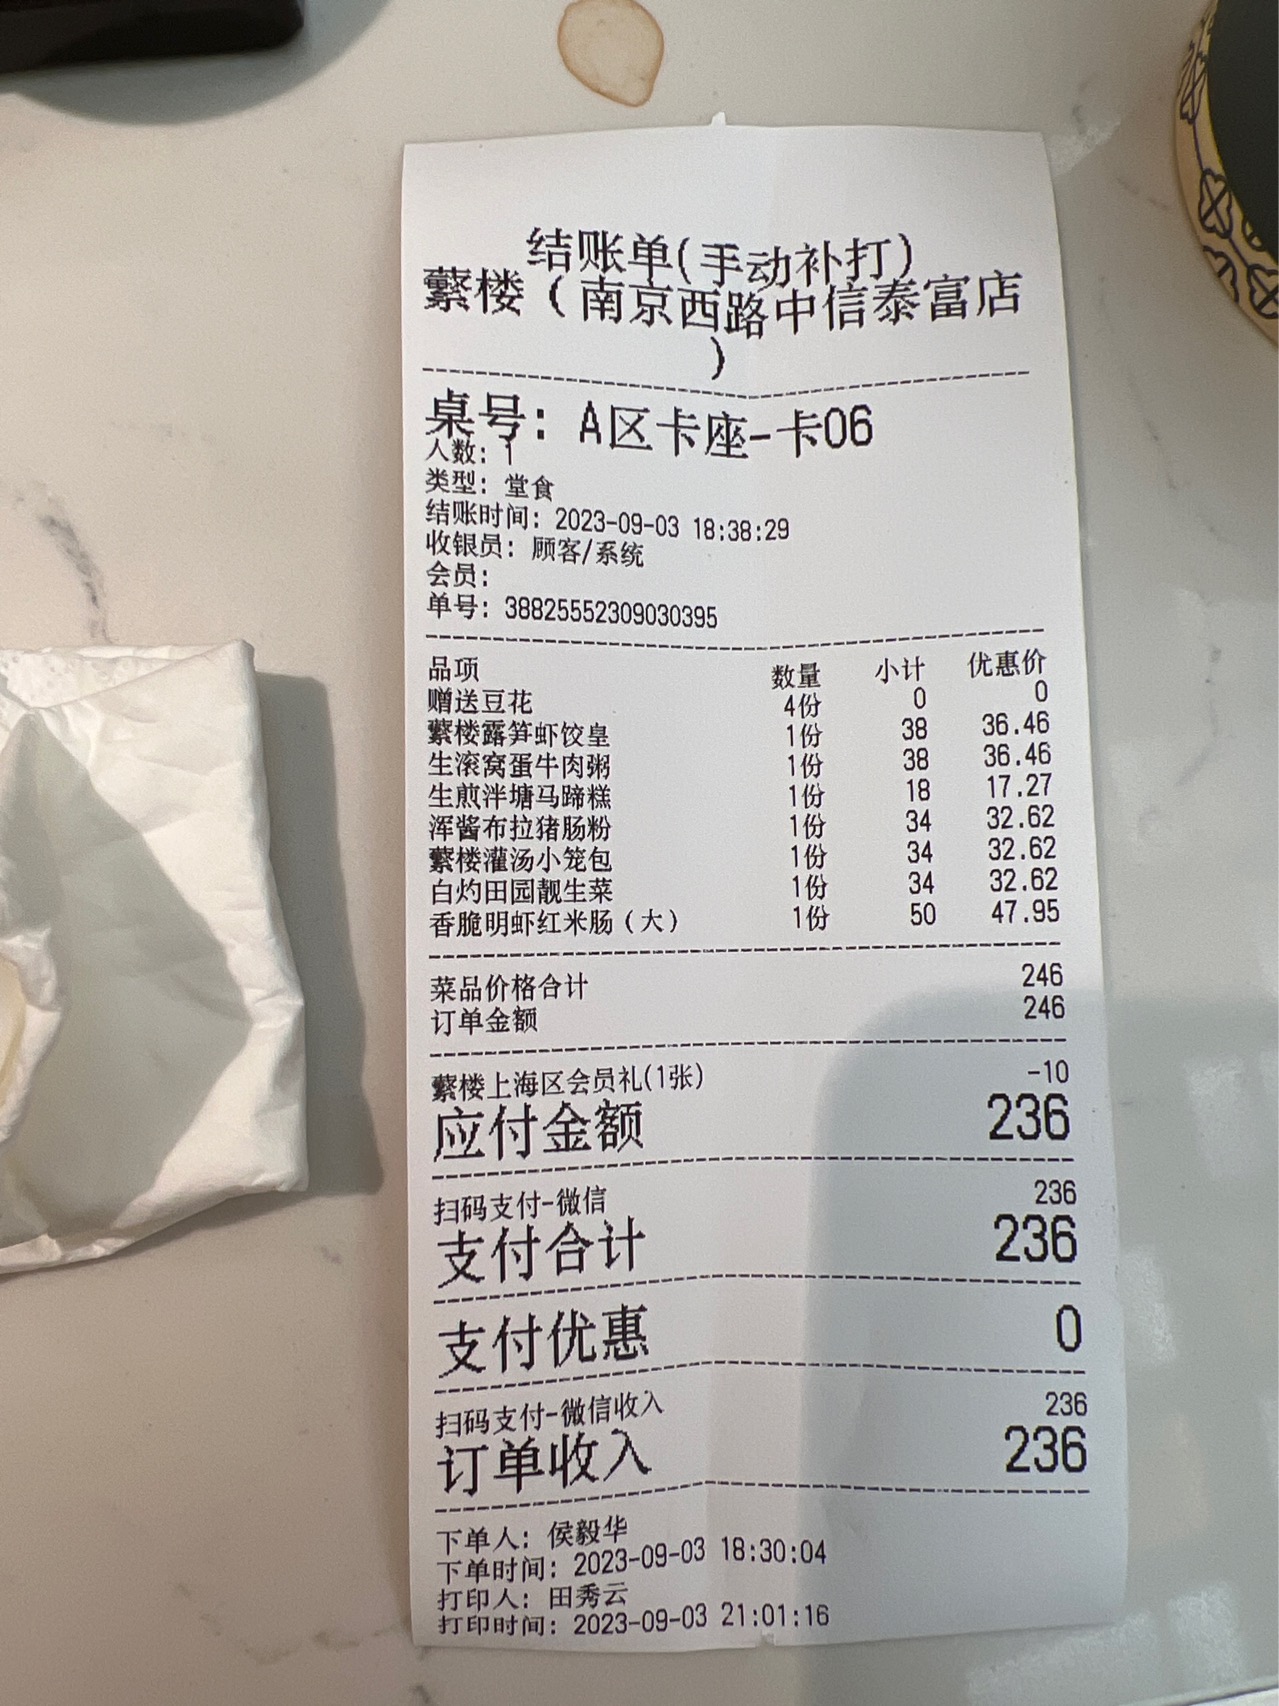 结账单(手动补打)
蘩楼（南京西路中信泰富店
）
桌号: A区卡座-卡06
人数: 1
类型: 堂食
结账时间: 2023-09-03 18:38:29
收银员: 顾客/系统
会员:
单号: 38825552309030395
品项 数量 小计 优惠价
赠送豆花 4份 0 0
蘩楼露笋虾饺皇 1份 38 36.46
生滚窝蛋牛肉粥 1份 38 36.46
生煎泮塘马蹄糕 1份 18 17.27
浑酱布拉猪肠粉 1份 34 32.62
蘩楼灌汤小笼包 1份 34 32.62
白灼田园靓生菜 1份 34 32.62
香脆明虾红米肠（大） 1份 50 47.95
菜品价格合计 246
订单金额 246
蘩楼上海区会员礼(1张) -10
应付金额 236
扫码支付-微信 236
支付合计 236
支付优惠 0
扫码支付-微信收入 236
订单收入 236
下单人: 侯毅华
下单时间: 2023-09-03 18:30:04
打印人: 田秀云
打印时间: 2023-09-03 21:01:16